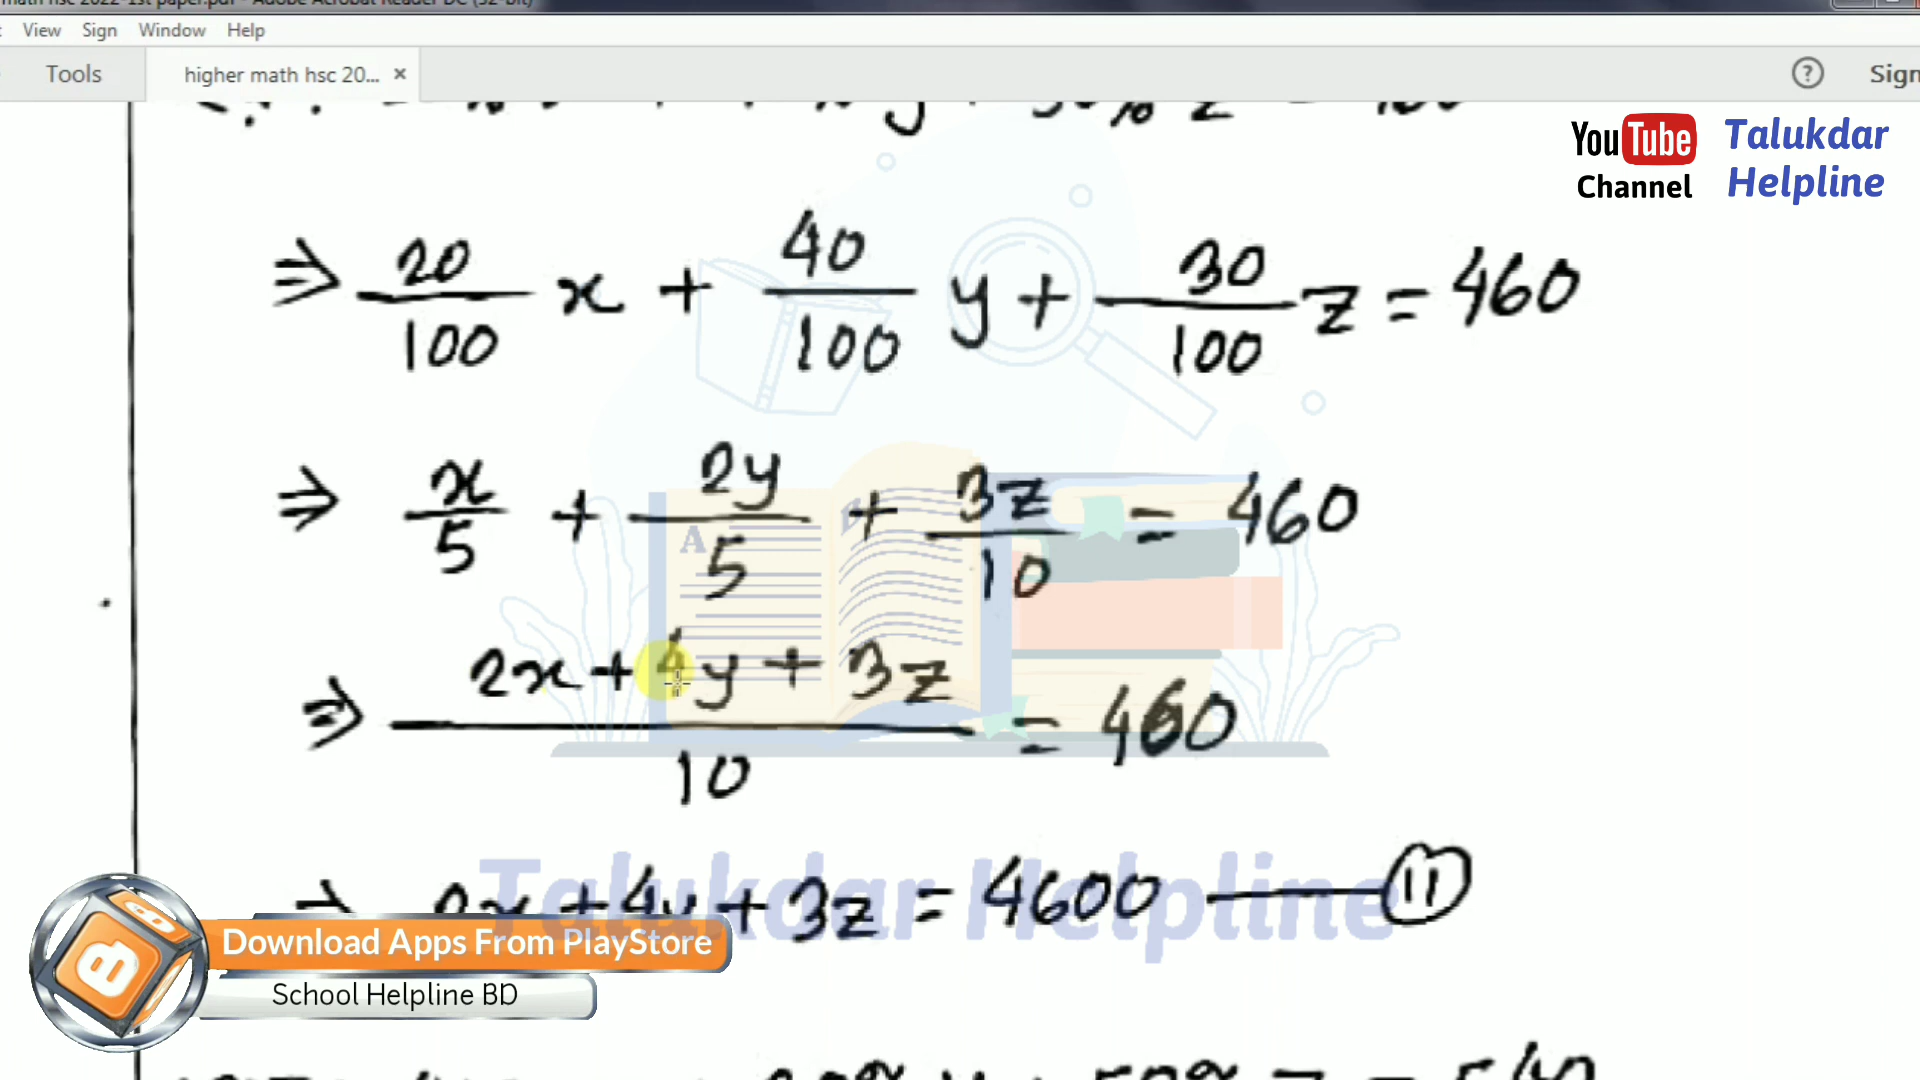 View Sign Window Help
Tools higher math hsc 20... × ? Sign
YouTube Channel Talukdar Helpline
⇒ 20/100 x + 40/100 y + 30/100 z = 460
⇒ x/5 + 2y/5 + 3z/10 = 460
⇒ (2x + 4y + 3z)/10 = 460
⇒ 2x + 4y + 3z = 4600 —— (ii)
Talukdar Helpline
Download Apps From PlayStore
School Helpline BD